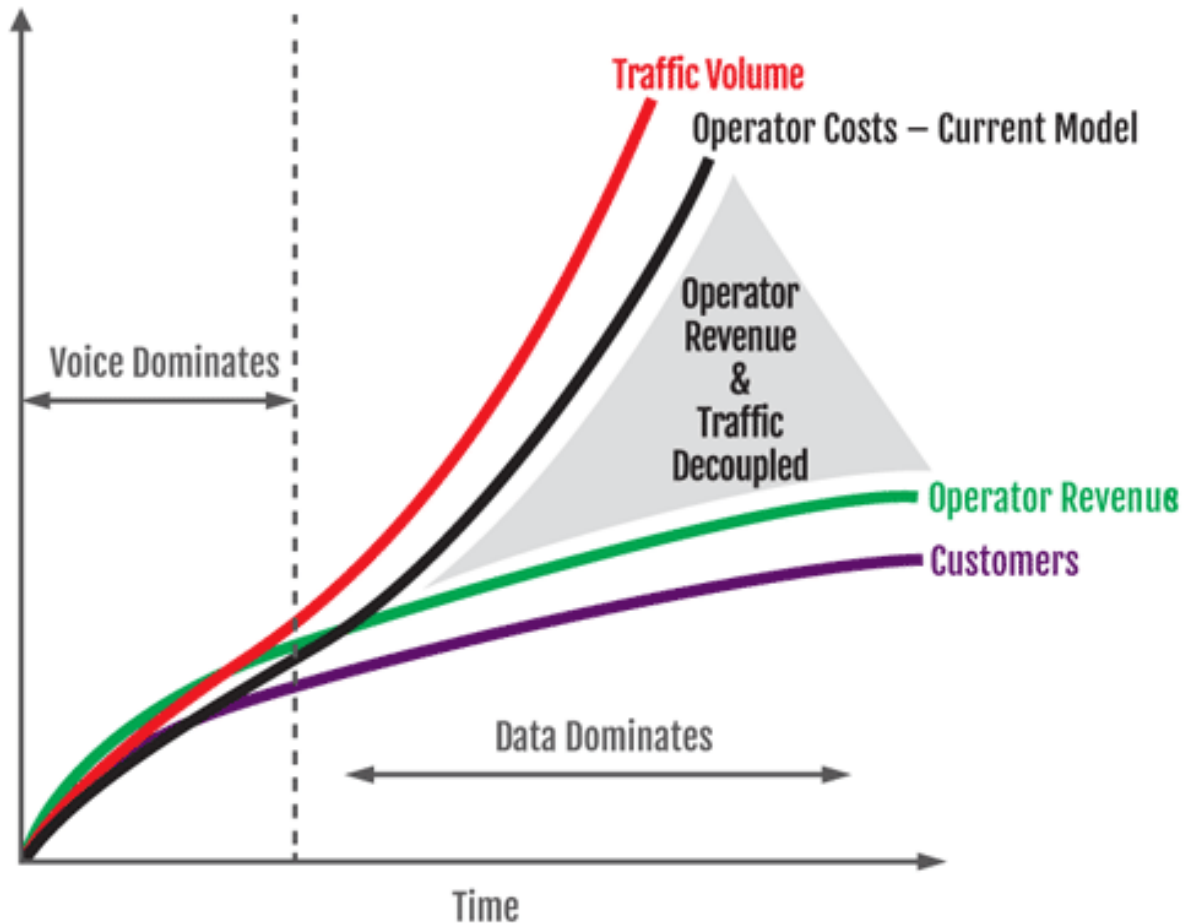 Traffic Volume
Operator Costs – Current Model
Operator
Revenue
&
Traffic
Decoupled
Voice Dominates
Operator Revenue
Customers
Data Dominates
Time